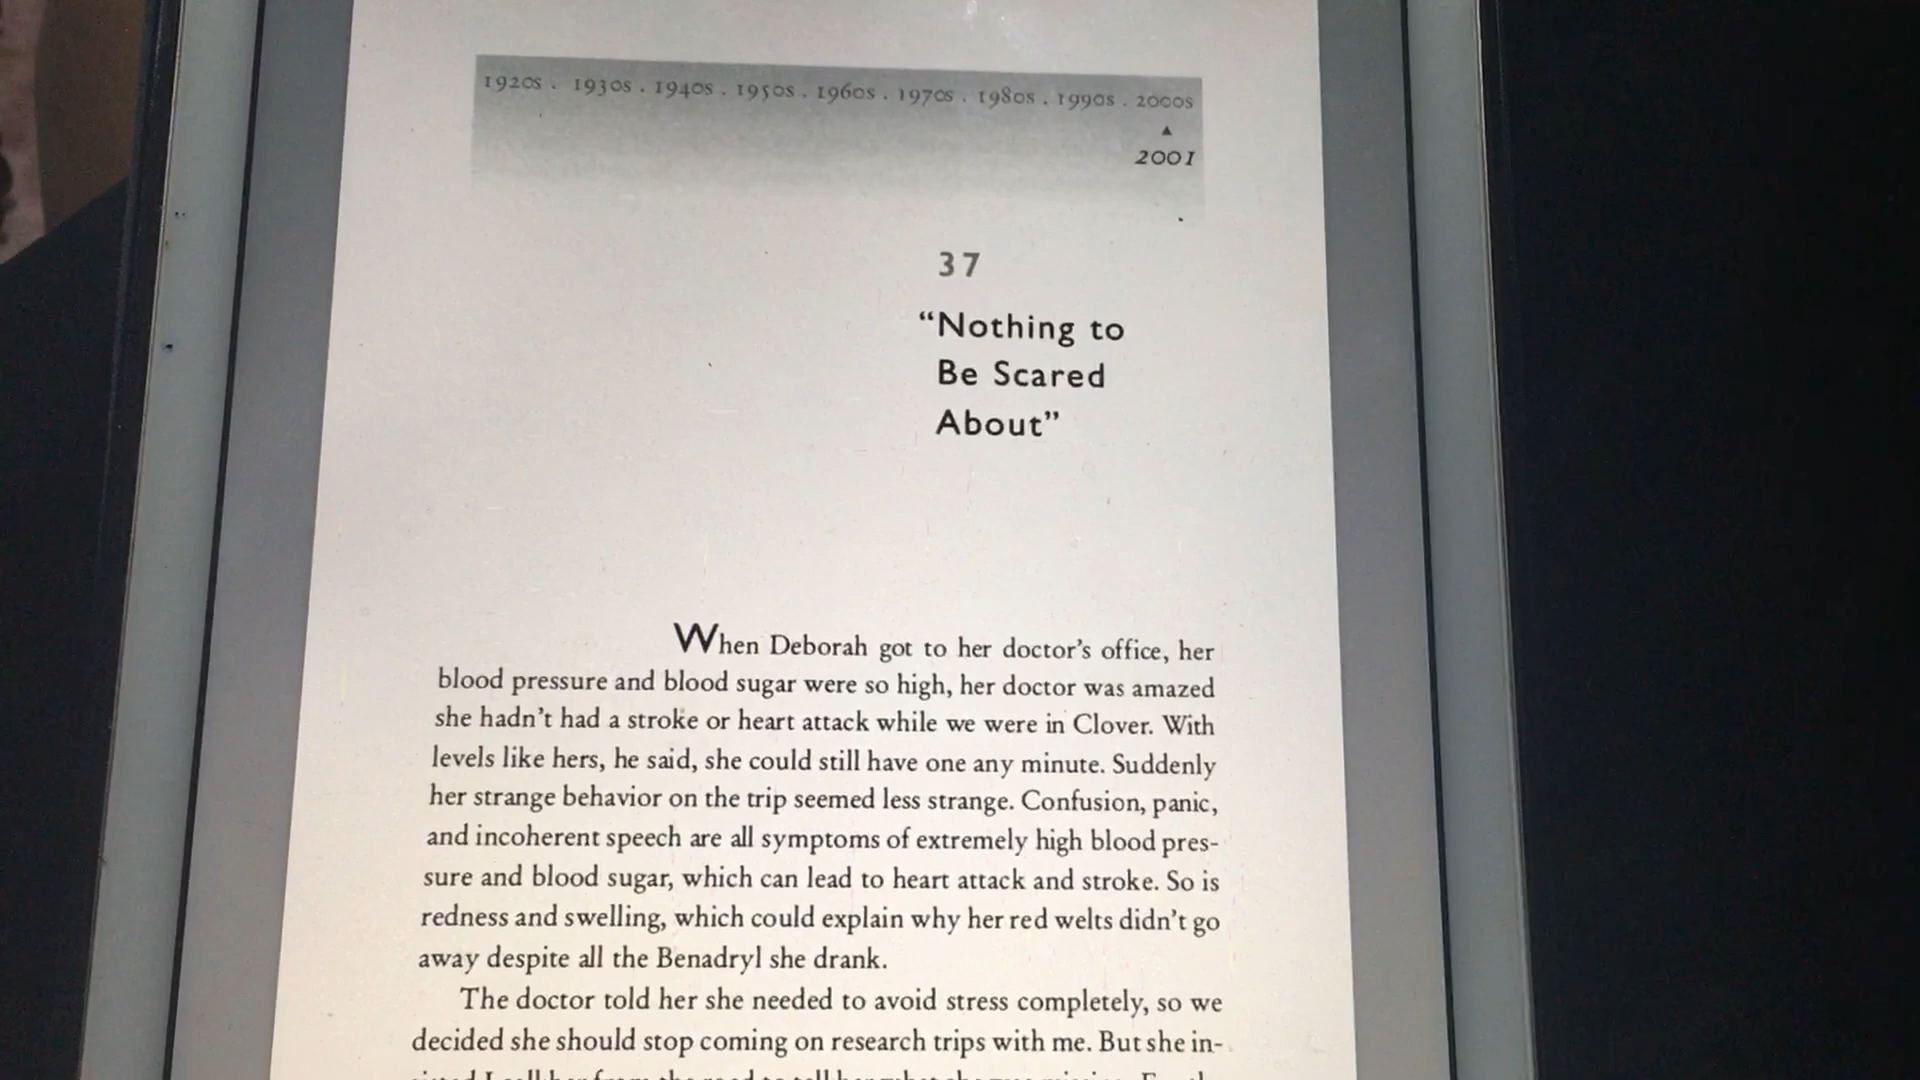 1920s . 1930s . 1940s . 1950s . 1960s . 1970s . 1980s . 1990s . 2000s
▲
2001
37
“Nothing to
Be Scared
About”
When Deborah got to her doctor’s office, her
blood pressure and blood sugar were so high, her doctor was amazed
she hadn’t had a stroke or heart attack while we were in Clover. With
levels like hers, he said, she could still have one any minute. Suddenly
her strange behavior on the trip seemed less strange. Confusion, panic,
and incoherent speech are all symptoms of extremely high blood pres-
sure and blood sugar, which can lead to heart attack and stroke. So is
redness and swelling, which could explain why her red welts didn’t go
away despite all the Benadryl she drank.
The doctor told her she needed to avoid stress completely, so we
decided she should stop coming on research trips with me. But she in-